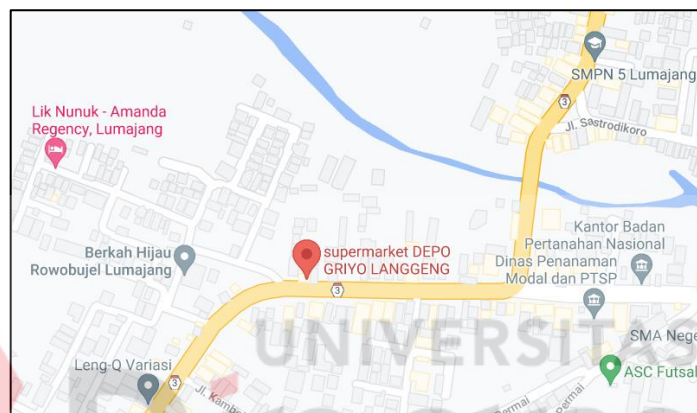 SMPN 5 Lumajang
3
Jl. Sastrodikoro
Lik Nunuk - Amanda
Regency, Lumajang
Berkah Hijau
Rowobujel Lumajang
supermarket DEPO
GRIYO LANGGENG
3
Kantor Badan
Pertanahan Nasional
Dinas Penanaman
Modal dan PTSP
SMA Nege
ASC Futsal
Leng-Q Variasi
3
Jl. Kamb
ermai
UNIVERSITAS